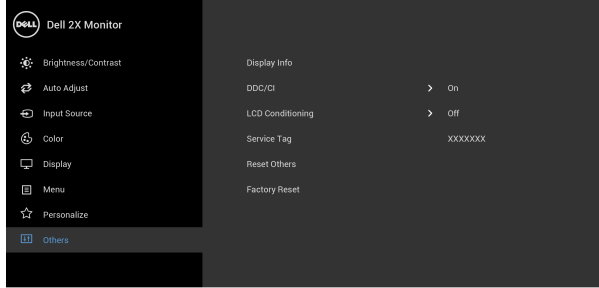 DELL Dell 2X Monitor
Brightness/Contrast Display Info
Auto Adjust DDC/CI > On
Input Source LCD Conditioning > Off
Color Service Tag XXXXXXX
Display Reset Others
Menu Factory Reset
Personalize
Others